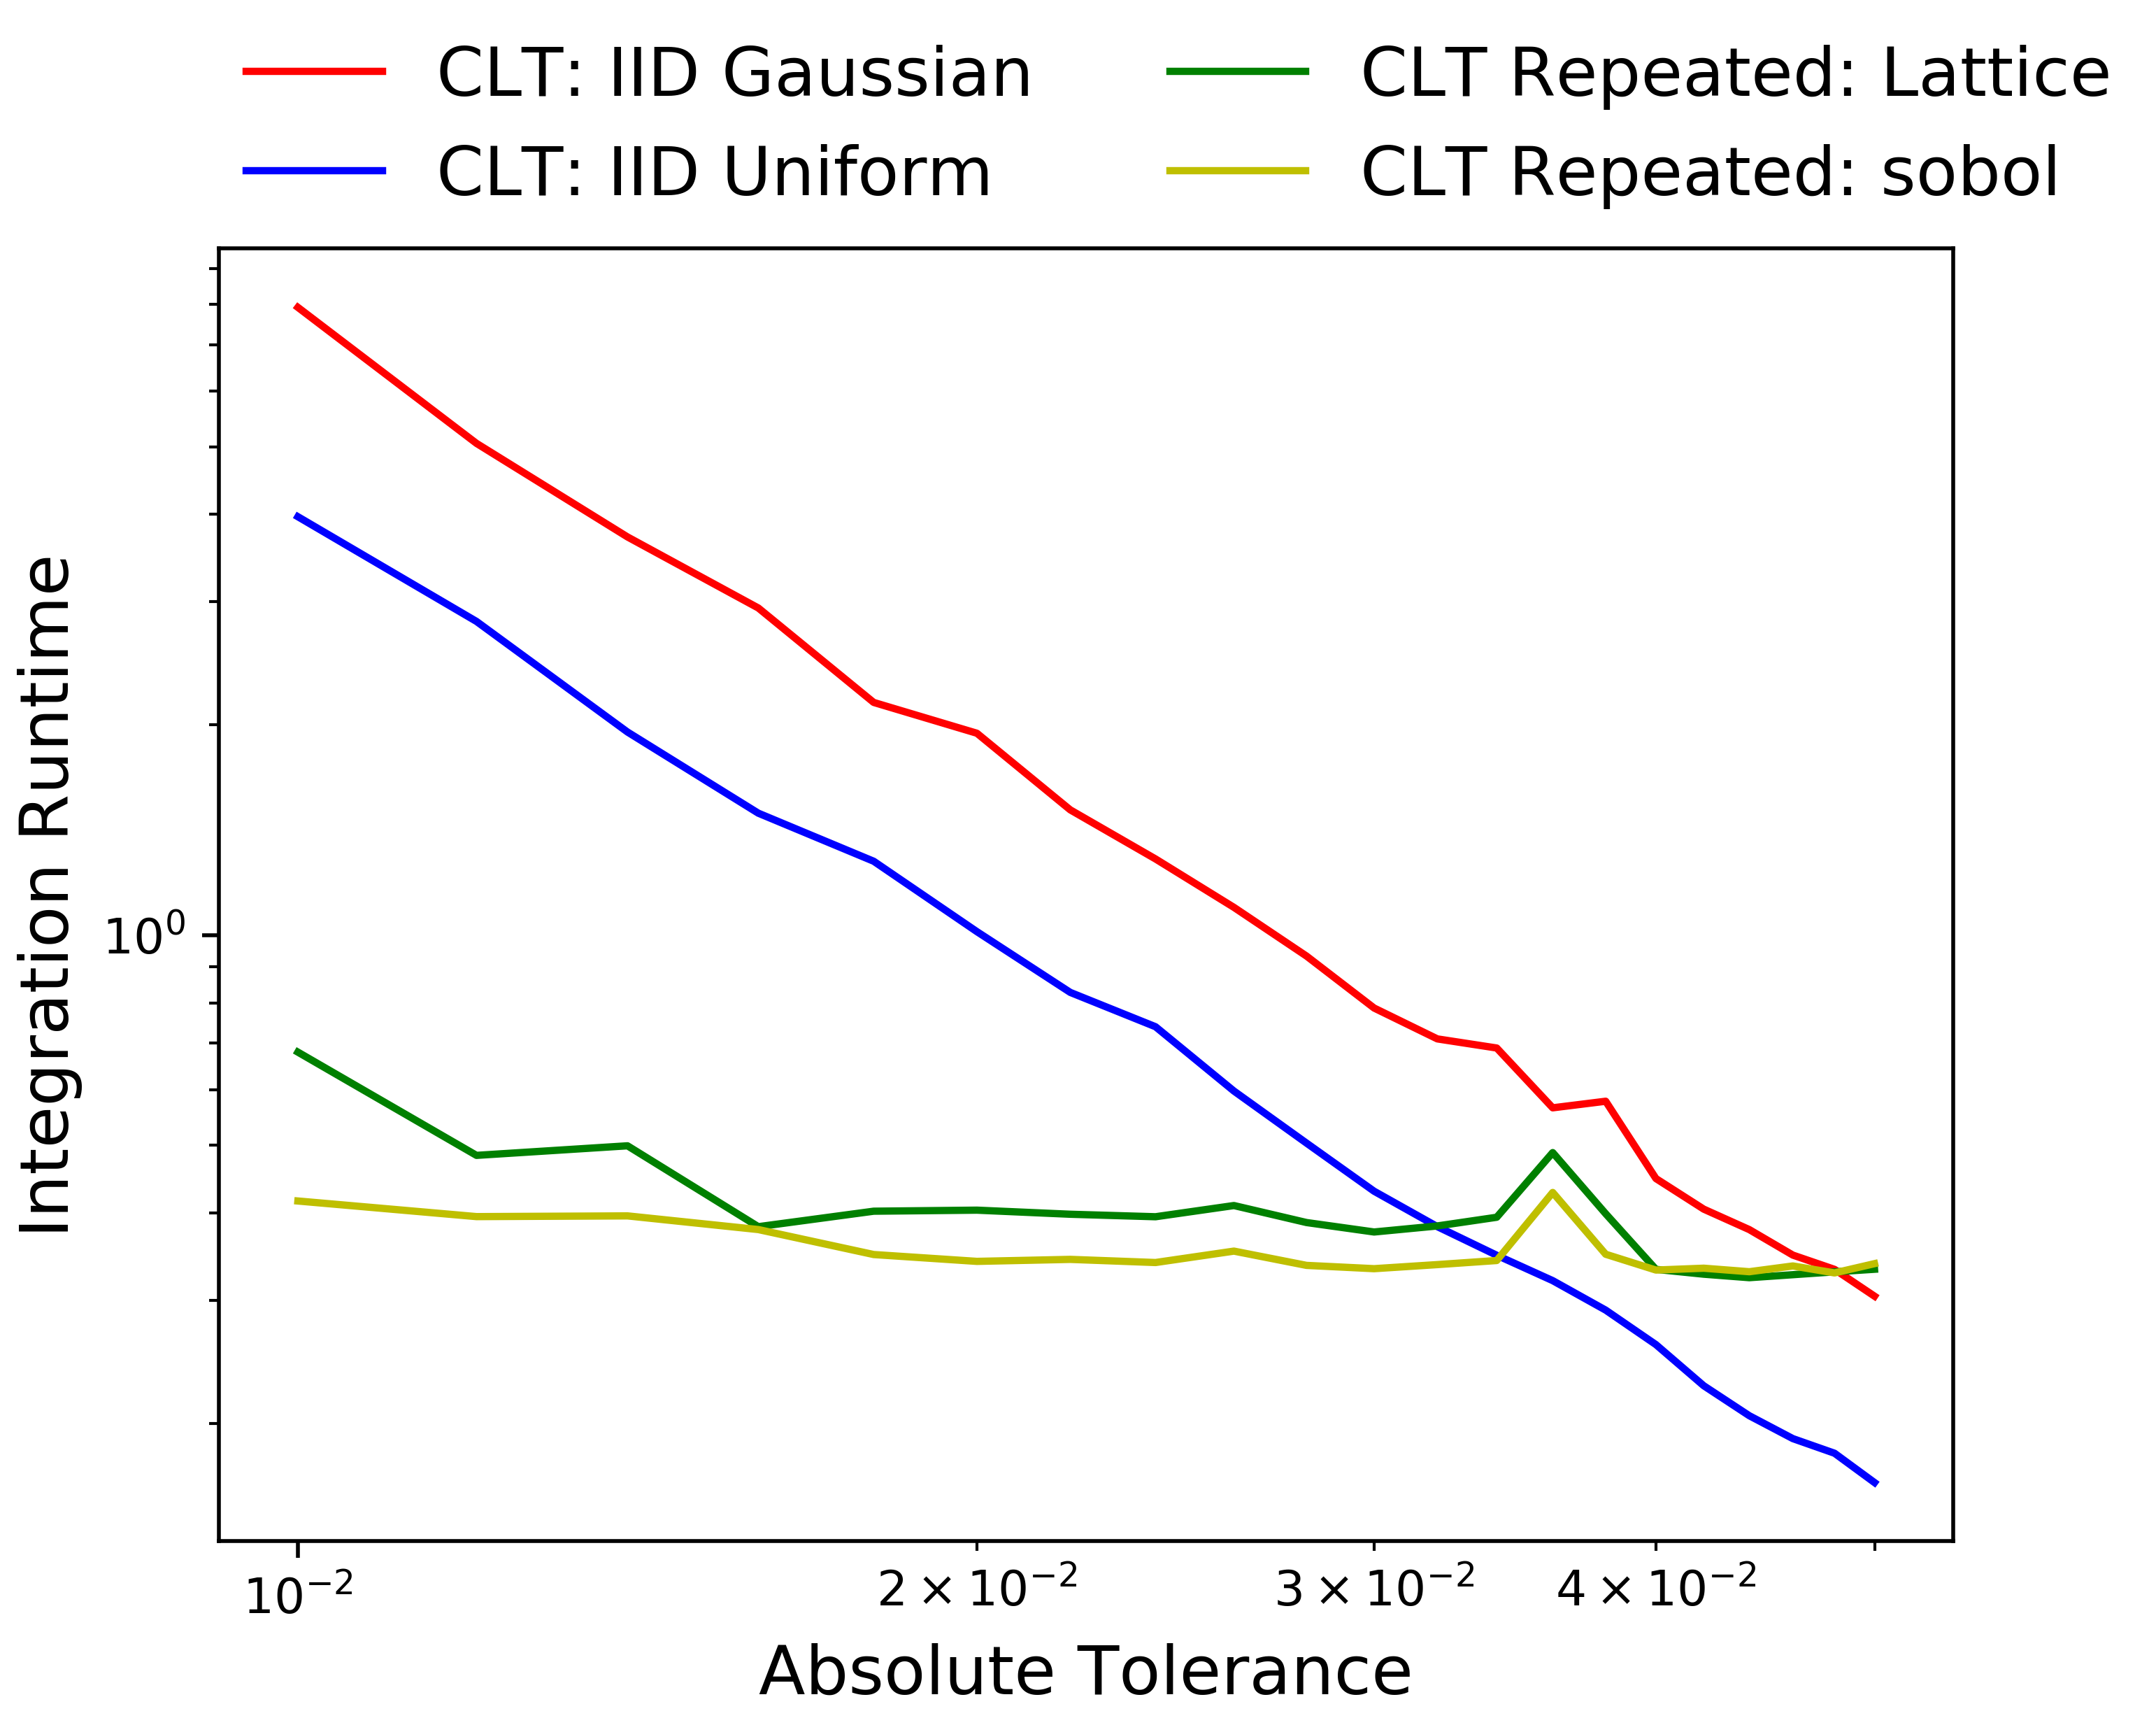 CLT: IID Gaussian
CLT: IID Uniform
CLT Repeated: Lattice
CLT Repeated: sobol
Integration Runtime
10⁰
10⁻²
2 × 10⁻²
3 × 10⁻²
4 × 10⁻²
Absolute Tolerance